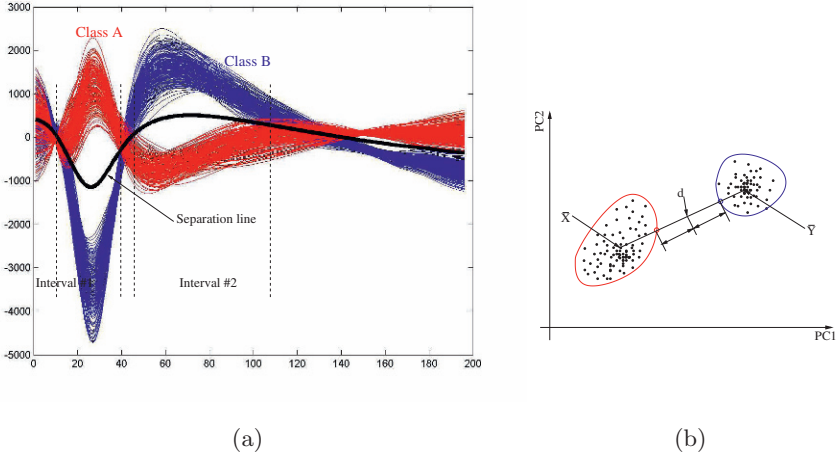 3000
2000
1000
0
-1000
-2000
-3000
-4000
-5000
0 20 40 60 80 100 120 140 160 180 200
Class A
Class B
Separation line
Interval #1
Interval #2
PC2
X̅
d
Y̅
PC1
(a)
(b)